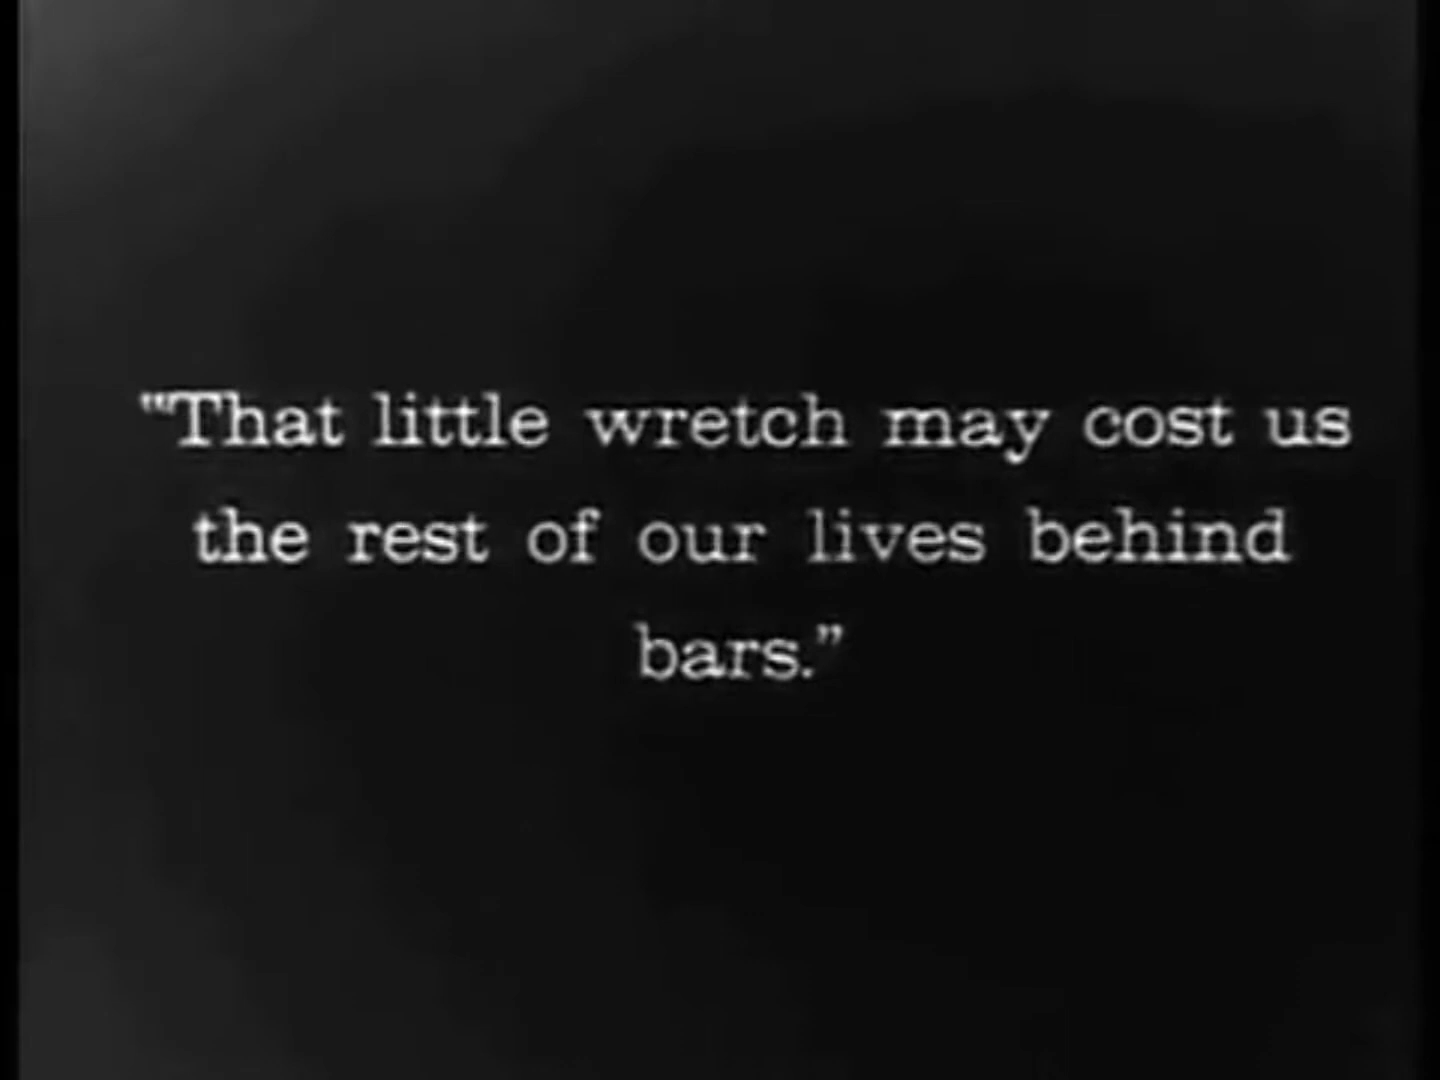 "That little wretch may cost us
the rest of our lives behind
bars.”